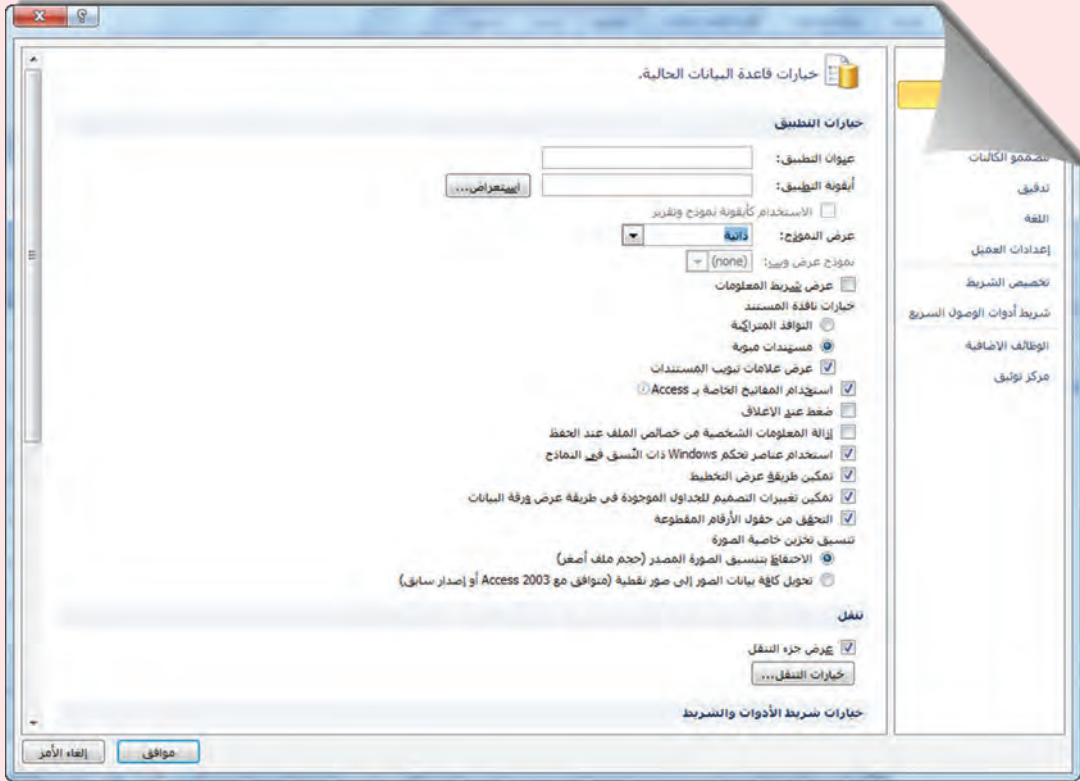 خيارات قاعدة البيانات الحالية.
خيارات التطبيق
عنوان التطبيق:
أيقونة التطبيق:
استعراض...
الاستخدام كأيقونة نموذج وتقرير
عرض النموذج:
ذاتية
نموذج عرض ويب:
(none)
عرض شريط المعلومات
خيارات نافذة المستند
النوافذ المتراكبة
مستندات مبوبة
عرض علامات تبويب المستندات
استخدام المفاتيح الخاصة بـ Access
ضغط عند الإغلاق
إزالة المعلومات الشخصية من خصائص الملف عند الحفظ
استخدام عناصر تحكم Windows ذات النّسق في النماذج
تمكين طريقة عرض التخطيط
تمكين تغييرات التصميم للجداول الموجودة في طريقة عرض ورقة البيانات
التحقق من حقول الأرقام المقطوعة
تنسيق تخزين خاصية الصورة
الاحتفاظ بتنسيق الصورة المصدر (حجم ملف أصغر)
تحويل كافة بيانات الصور إلى صور نقطية (متوافق مع Access 2003 أو إصدار سابق)
تنقل
عرض جزء التنقل
خيارات التنقل...
خيارات شريط الأدوات والشريط
مصممو الكائنات
تدقيق
اللغة
إعدادات العميل
تخصيص الشريط
شريط أدوات الوصول السريع
الوظائف الإضافية
مركز توثيق
موافق
إلغاء الأمر